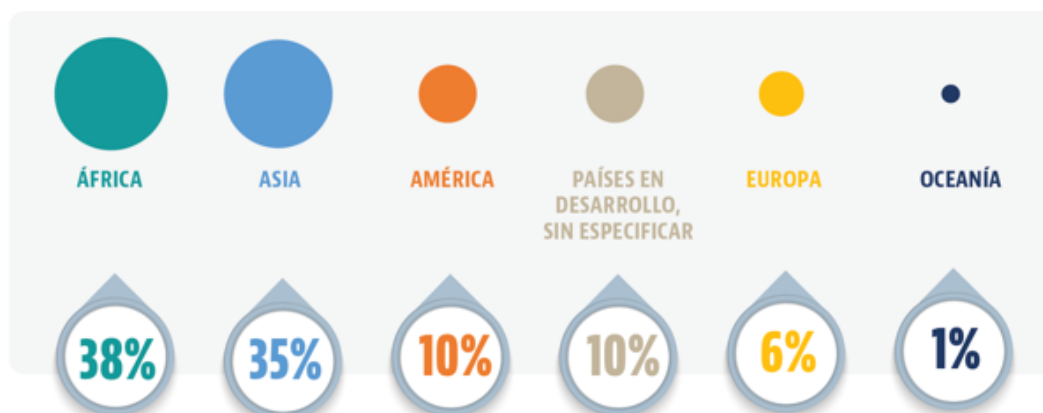 ÁFRICA
ASIA
AMÉRICA
PAÍSES EN
DESARROLLO,
SIN ESPECIFICAR
EUROPA
OCEANÍA
38%
35%
10%
10%
6%
1%